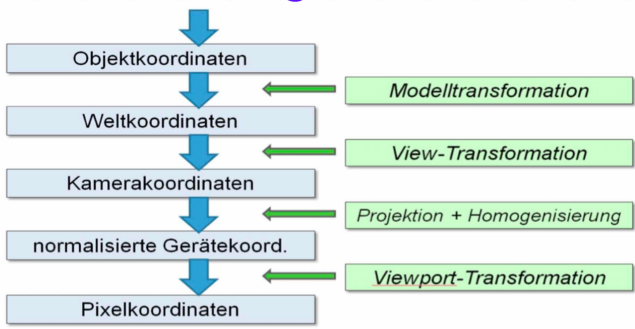 Objektkoordinaten
Modelltransformation
Weltkoordinaten
View-Transformation
Kamerakoordinaten
Projektion + Homogenisierung
normalisierte Gerätekoord.
Viewport-Transformation
Pixelkoordinaten